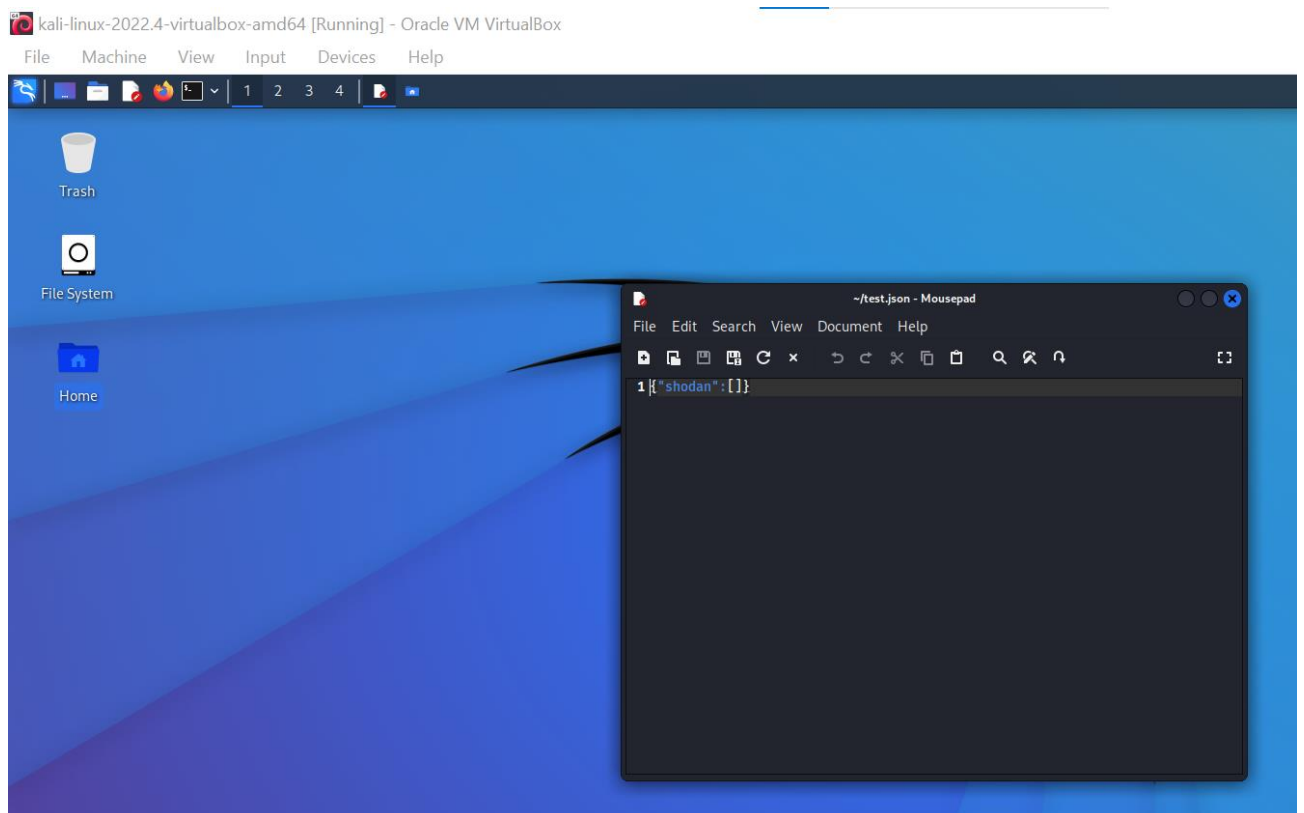 kali-linux-2022.4-virtualbox-amd64 [Running] - Oracle VM VirtualBox
File Machine View Input Devices Help
1 2 3 4
Trash
File System
Home
~/test.json - Mousepad
File Edit Search View Document Help
1 {"shodan":[]}